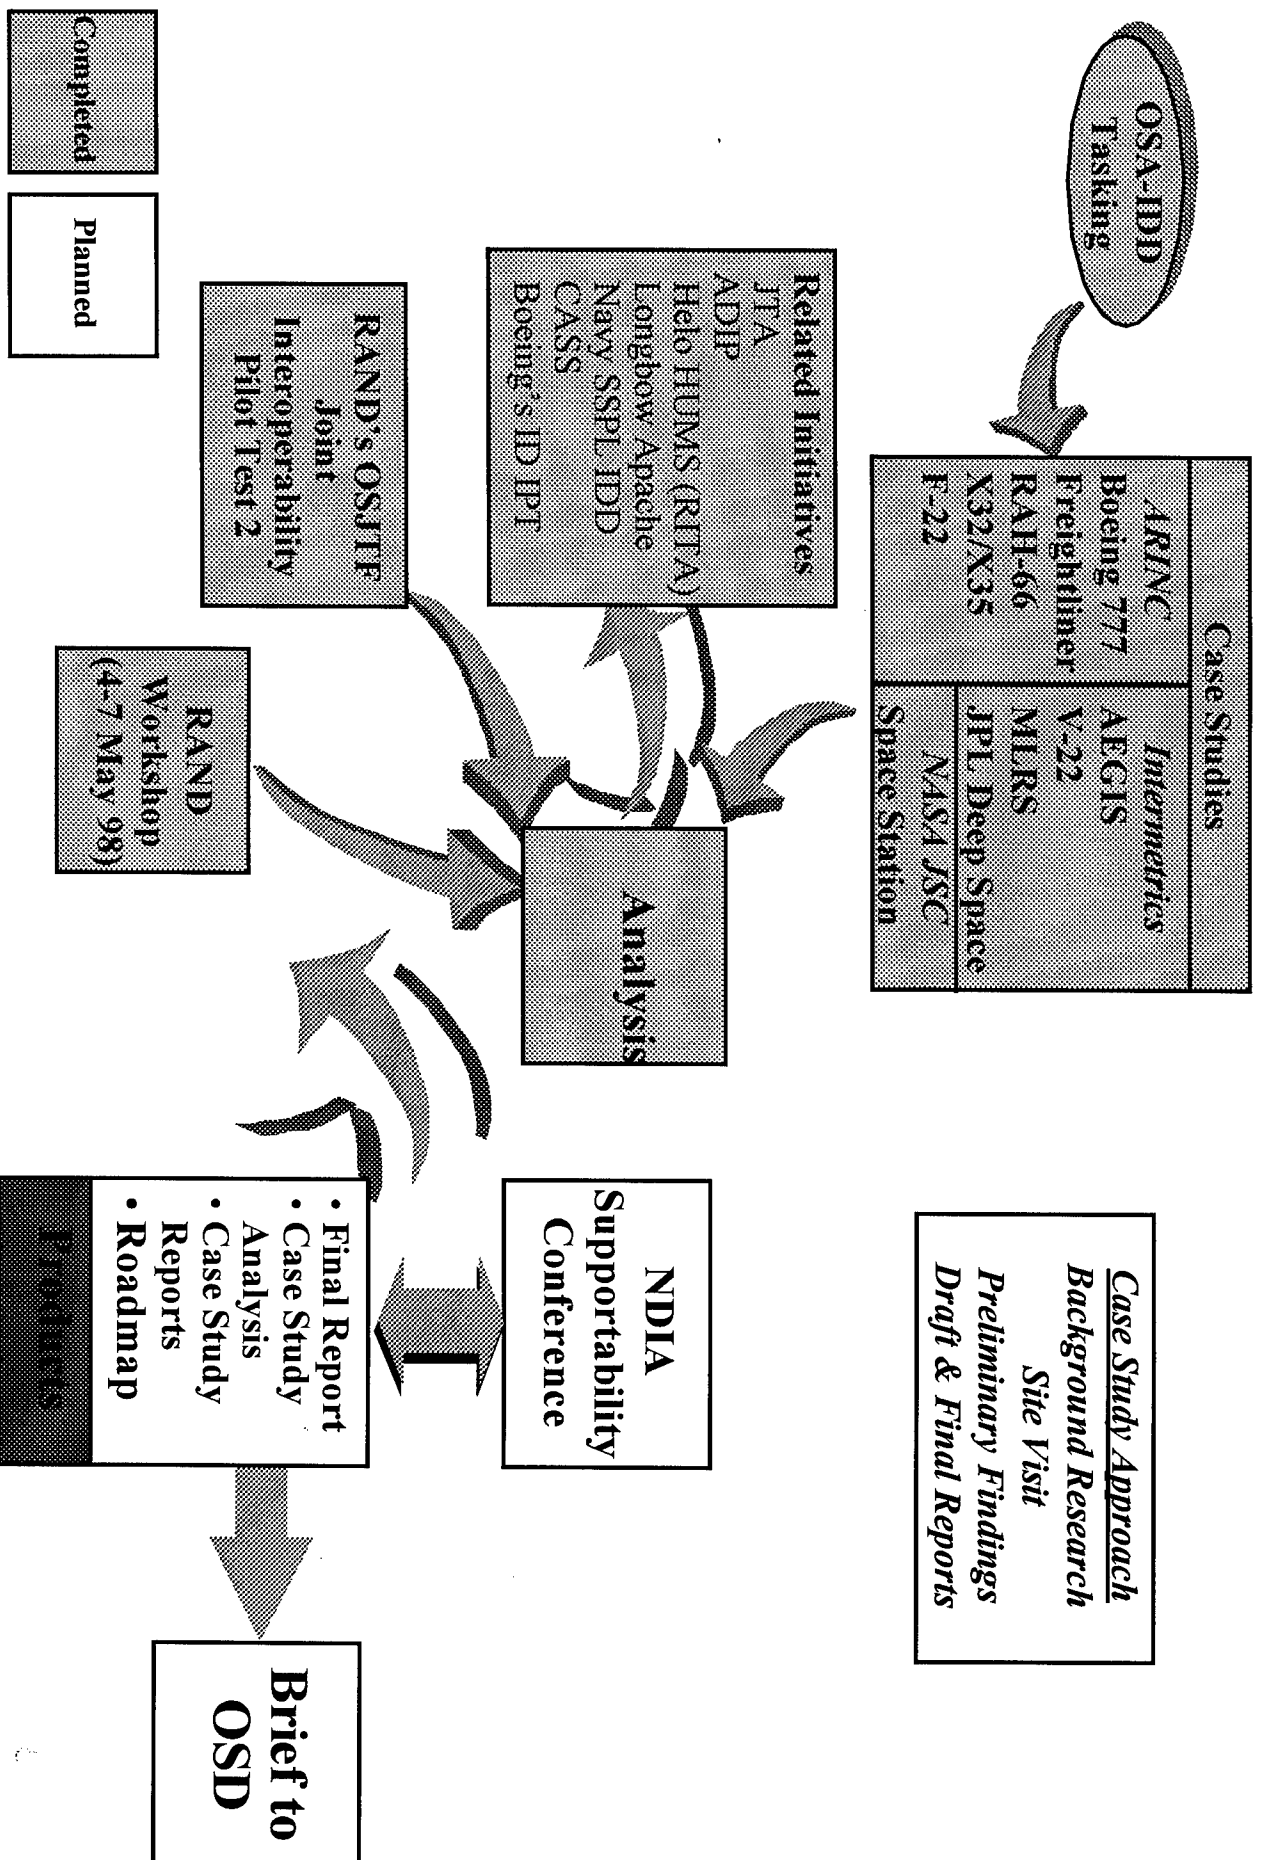 OSA-IDD
Tasking
Case Studies
ARINC
Boeing 777
Freightliner
RAH-66
X32/X35
F-22
Intermetrics
AEGIS
V-22
MLRS
JPL Deep Space
NASA JSC
Space Station
Case Study Approach
Background Research
Site Visit
Preliminary Findings
Draft & Final Reports
Related Initiatives
JTA
ADIP
Helo HUMS (RITA)
Longbow Apache
Navy SSPL IDD
CASS
Boeing's ID IPT
Analysis
NDIA
Supportability
Conference
RAND's OSJTF
Joint
Interoperability
Pilot Test 2
RAND
Workshop
(4-7 May 98)
• Final Report
• Case Study
Analysis
• Case Study
Reports
• Roadmap
Products
Brief to
OSD
Completed
Planned